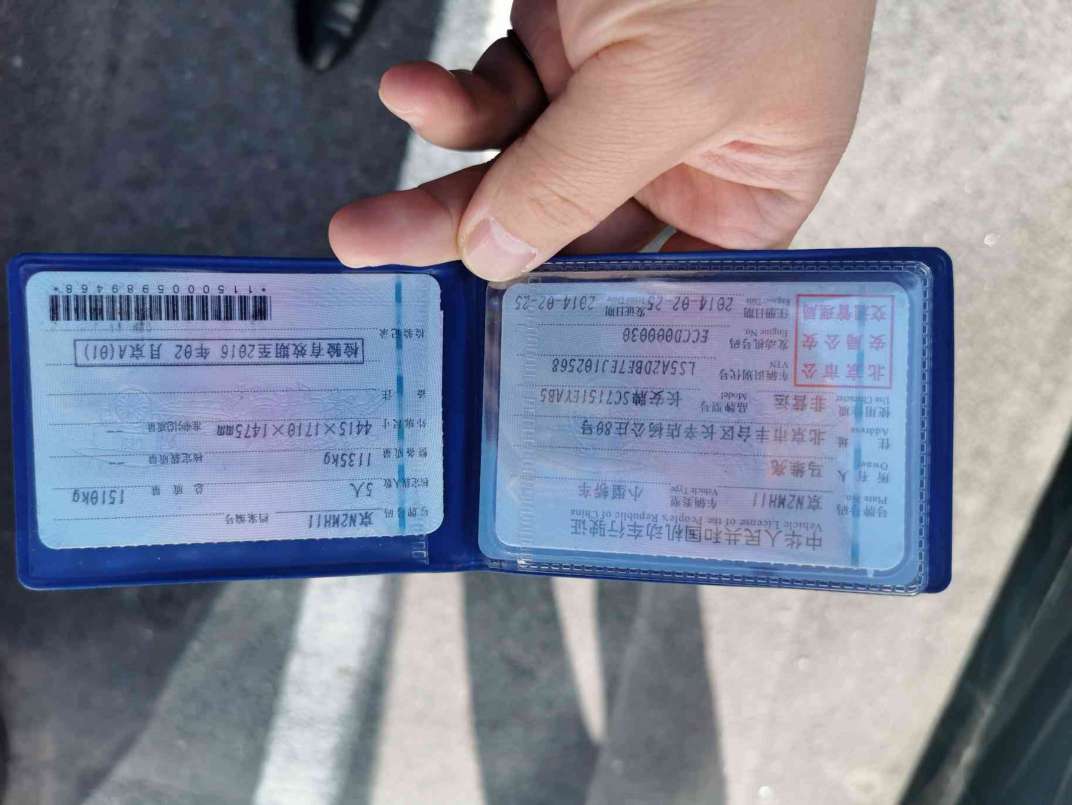 中华人民共和国机动车行驶证
Vehicle License of the People's Republic of China
号牌号码 京N2MH11 车辆类型 小型轿车
Plate No. Vehicle Type
所有人
Owner
住址 北京市丰台区长辛店杨公庄80号
Address
使用性质 非营运 品牌型号 长安牌SC7151EYAB5
Use Character Model
北京市公
安局公安
交通管理局
车辆识别代号 LS5A2DBE7EJ102568
VIN
发动机号码 ECCD000030
Engine No.
注册日期 2014-02-25 发证日期 2014-02-25
Register Date Issue Date
号牌号码 京N2MH11 档案编号
核定载人数 5人 总质量 1510kg
整备质量 1135kg 核定载质量 --
外廓尺寸 4415×1710×1475mm 准牵引总质量 --
备注
检验有效期至2016年02月京A(01)
检验记录
*1150005989468*